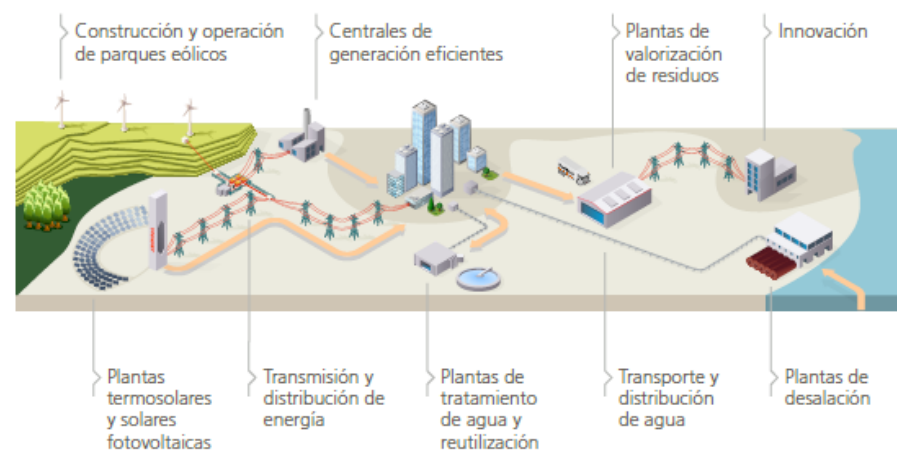 Construcción y operación
de parques eólicos
Centrales de
generación eficientes
Plantas de
valorización
de residuos
Innovación
Plantas
termosolares
y solares
fotovoltaicas
Transmisión y
distribución de
energía
Plantas de
tratamiento
de agua y
reutilización
Transporte y
distribución
de agua
Plantas de
desalación